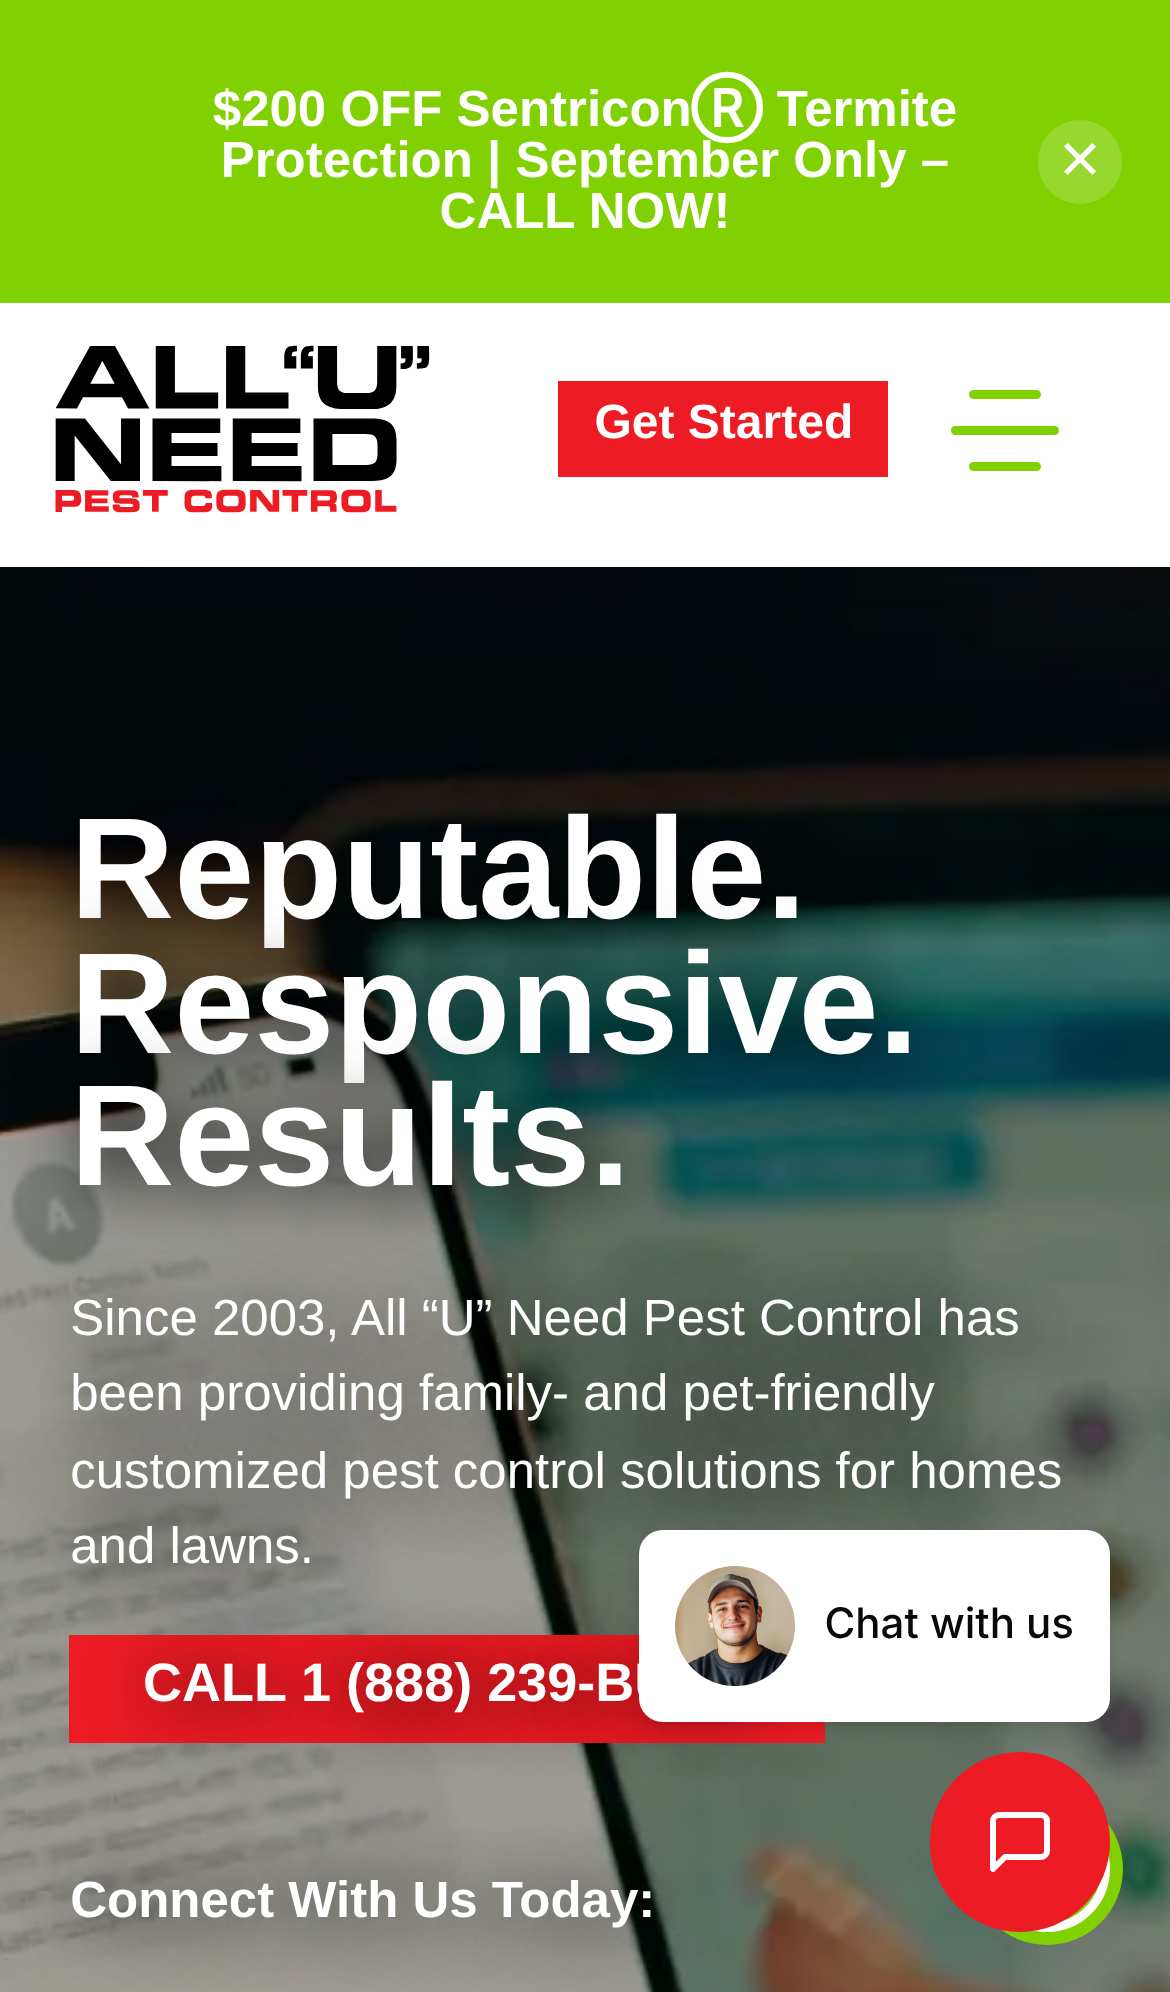 $200 OFF Sentricon® Termite
Protection | September Only –
CALL NOW!
ALL“U”
NEED
PEST CONTROL
Get Started
Reputable.
Responsive.
Results.
Since 2003, All “U” Need Pest Control has
been providing family- and pet-friendly
customized pest control solutions for homes
and lawns.
Chat with us
CALL 1 (888) 239-
Connect With Us Today: